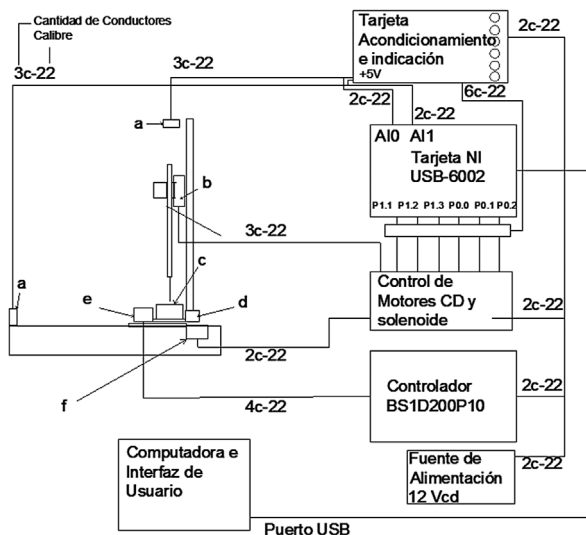 Cantidad de Conductores
Calibre
3c-22
3c-22
Tarjeta
Acondicionamiento
e indicación
+5V
2c-22
6c-22
2c-22
2c-22
a
AI0 AI1
Tarjeta NI
USB-6002
P1.1 P1.2 P1.3 P0.0 P0.1 P0.2
b
3c-22
c
e
d
a
Control de
Motores CD y
solenoide
2c-22
2c-22
f
4c-22
Controlador
BS1D200P10
2c-22
Computadora e
Interfaz de
Usuario
Fuente de
Alimentación
12 Vcd
2c-22
Puerto USB